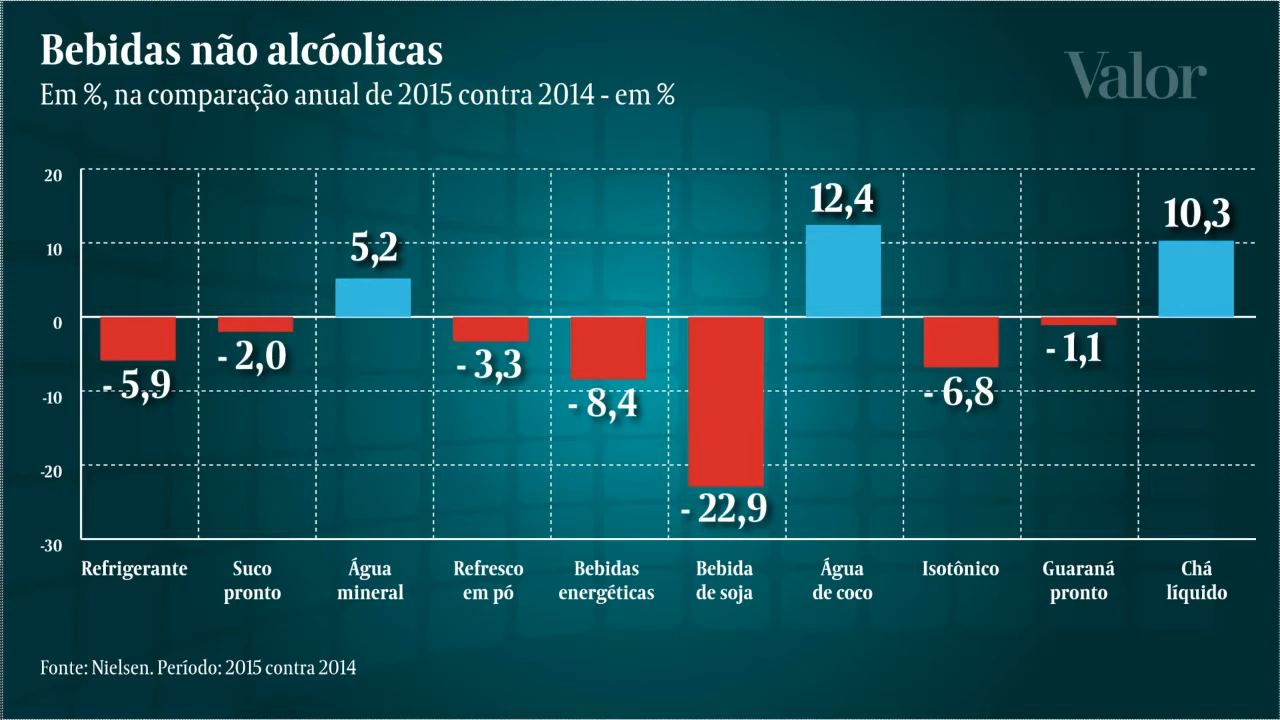 Bebidas não alcóolicas
Em %, na comparação anual de 2015 contra 2014 - em %
Valor
20
10
0
-10
-20
-30
- 5,9
- 2,0
5,2
- 3,3
- 8,4
- 22,9
12,4
- 6,8
- 1,1
10,3
Refrigerante
Suco
pronto
Água
mineral
Refresco
em pó
Bebidas
energéticas
Bebida
de soja
Água
de coco
Isotônico
Guaraná
pronto
Chá
líquido
Fonte: Nielsen. Período: 2015 contra 2014